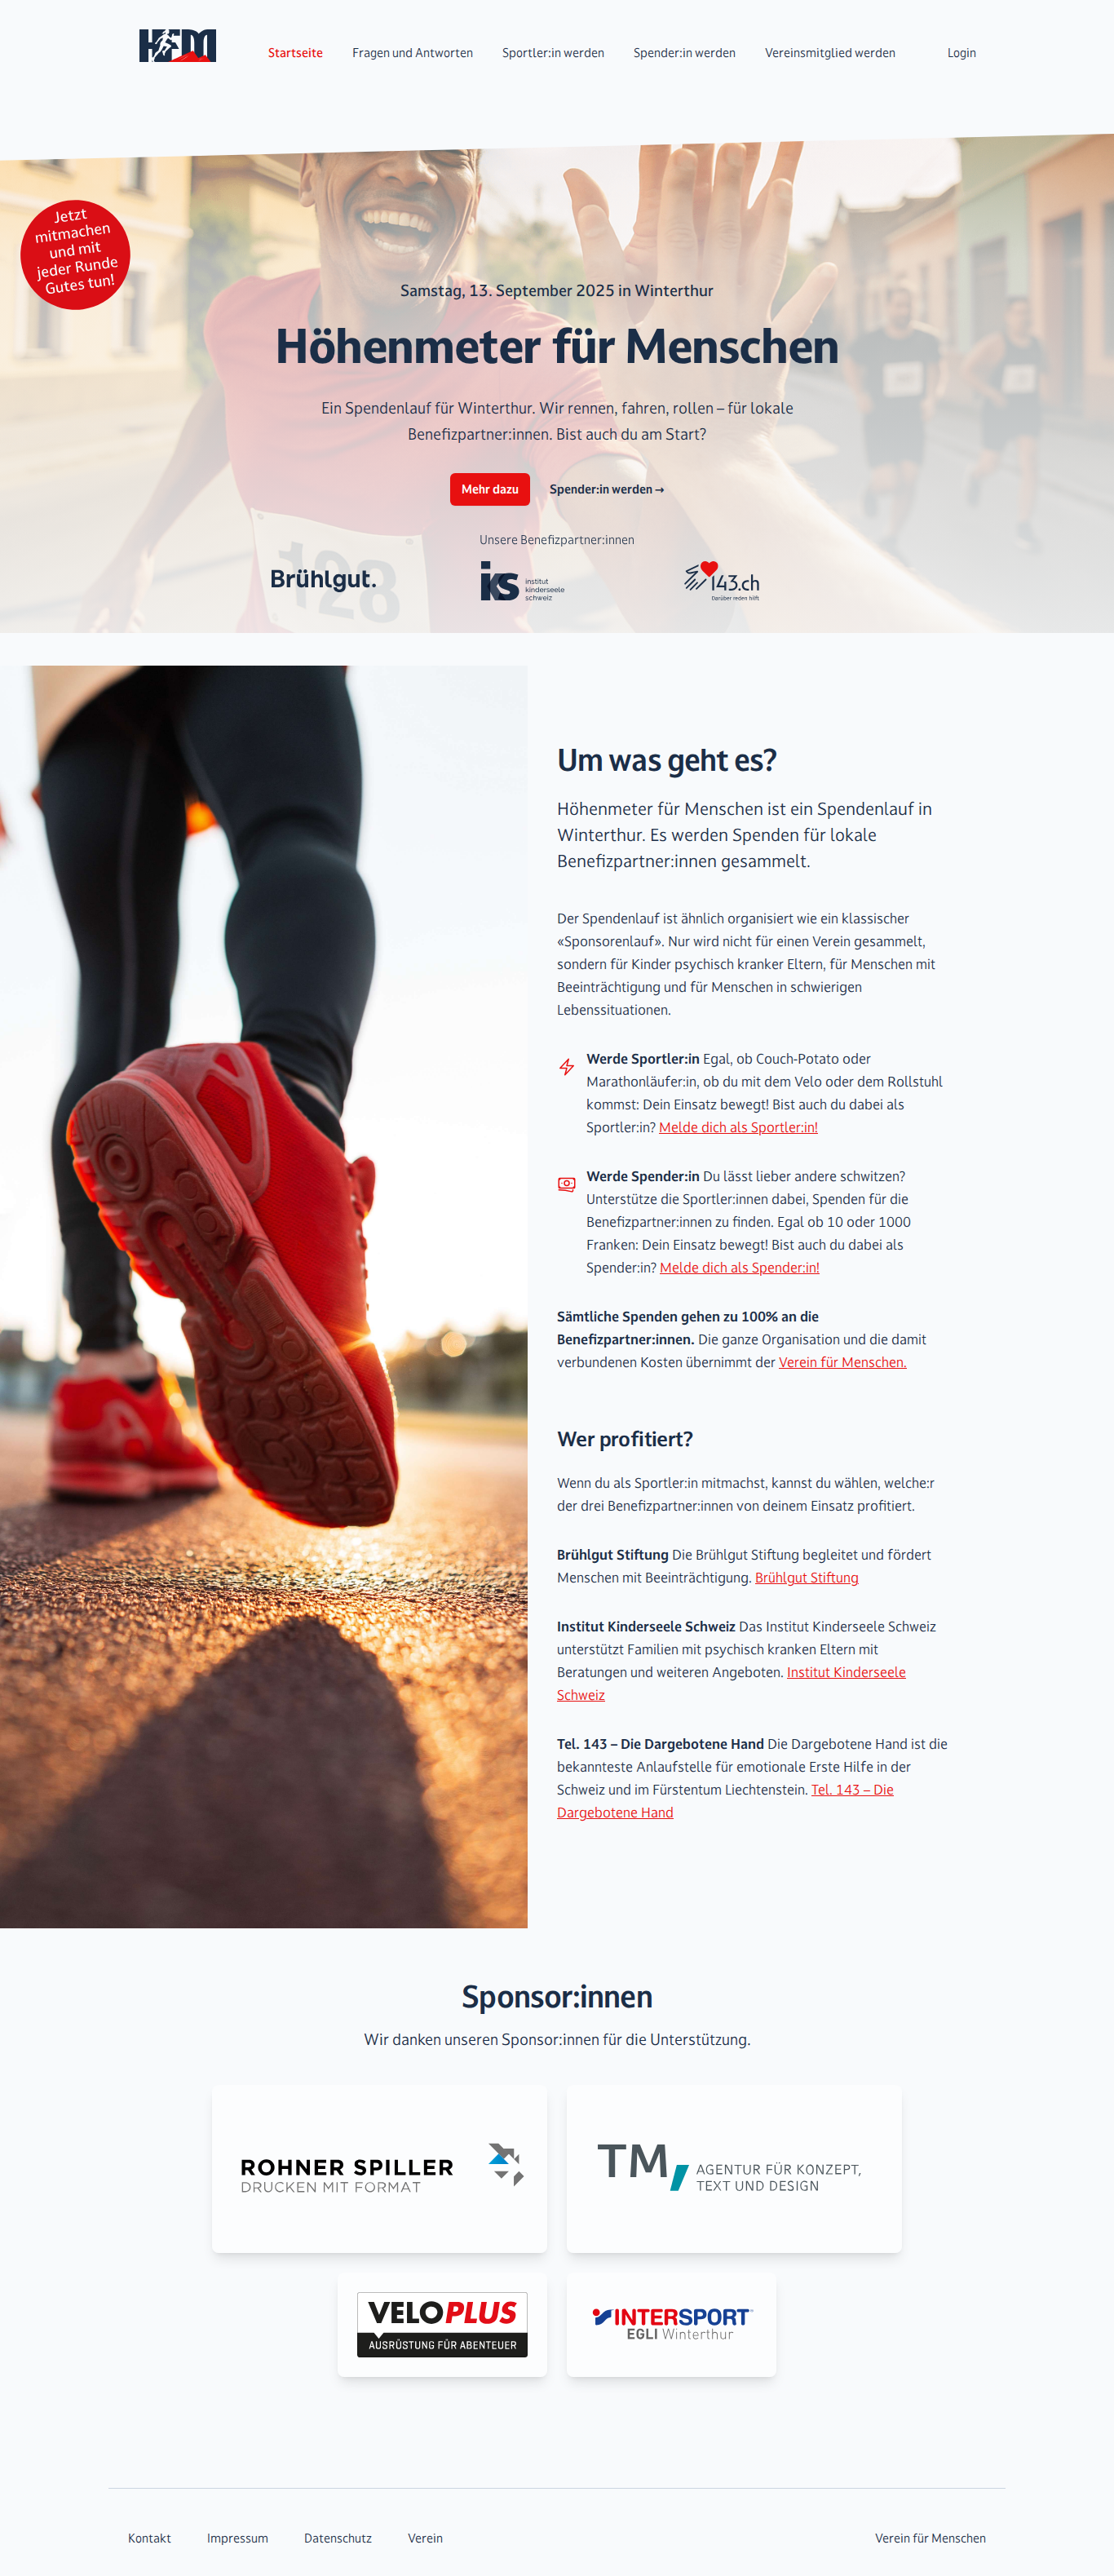 HFM
Startseite
Fragen und Antworten
Sportler:in werden
Spender:in werden
Vereinsmitglied werden
Login
Jetzt
mitmachen
und mit
jeder Runde
Gutes tun!
Samstag, 13. September 2025 in Winterthur
Höhenmeter für Menschen
Ein Spendenlauf für Winterthur. Wir rennen, fahren, rollen – für lokale
Benefizpartner:innen. Bist auch du am Start?
Mehr dazu
Spender:in werden →
Unsere Benefizpartner:innen
128
Brühlgut.
iks
institut
kinderseele
schweiz
143.ch
Darüber reden hilft
Um was geht es?
Höhenmeter für Menschen ist ein Spendenlauf in
Winterthur. Es werden Spenden für lokale
Benefizpartner:innen gesammelt.
Der Spendenlauf ist ähnlich organisiert wie ein klassischer
«Sponsorenlauf». Nur wird nicht für einen Verein gesammelt,
sondern für Kinder psychisch kranker Eltern, für Menschen mit
Beeinträchtigung und für Menschen in schwierigen
Lebenssituationen.
Werde Sportler:in Egal, ob Couch-Potato oder
Marathonläufer:in, ob du mit dem Velo oder dem Rollstuhl
kommst: Dein Einsatz bewegt! Bist auch du dabei als
Sportler:in? Melde dich als Sportler:in!
Werde Spender:in Du lässt lieber andere schwitzen?
Unterstütze die Sportler:innen dabei, Spenden für die
Benefizpartner:innen zu finden. Egal ob 10 oder 1000
Franken: Dein Einsatz bewegt! Bist auch du dabei als
Spender:in? Melde dich als Spender:in!
Sämtliche Spenden gehen zu 100% an die
Benefizpartner:innen. Die ganze Organisation und die damit
verbundenen Kosten übernimmt der Verein für Menschen.
Wer profitiert?
Wenn du als Sportler:in mitmachst, kannst du wählen, welche:r
der drei Benefizpartner:innen von deinem Einsatz profitiert.
Brühlgut Stiftung Die Brühlgut Stiftung begleitet und fördert
Menschen mit Beeinträchtigung. Brühlgut Stiftung
Institut Kinderseele Schweiz Das Institut Kinderseele Schweiz
unterstützt Familien mit psychisch kranken Eltern mit
Beratungen und weiteren Angeboten. Institut Kinderseele
Schweiz
Tel. 143 – Die Dargebotene Hand Die Dargebotene Hand ist die
bekannteste Anlaufstelle für emotionale Erste Hilfe in der
Schweiz und im Fürstentum Liechtenstein. Tel. 143 – Die
Dargebotene Hand
Sponsor:innen
Wir danken unseren Sponsor:innen für die Unterstützung.
ROHNER SPILLER
DRUCKEN MIT FORMAT
TM
AGENTUR FÜR KONZEPT,
TEXT UND DESIGN
VELOPLUS
AUSRÜSTUNG FÜR ABENTEUER
INTERSPORT
EGLI Winterthur
Kontakt
Impressum
Datenschutz
Verein
Verein für Menschen